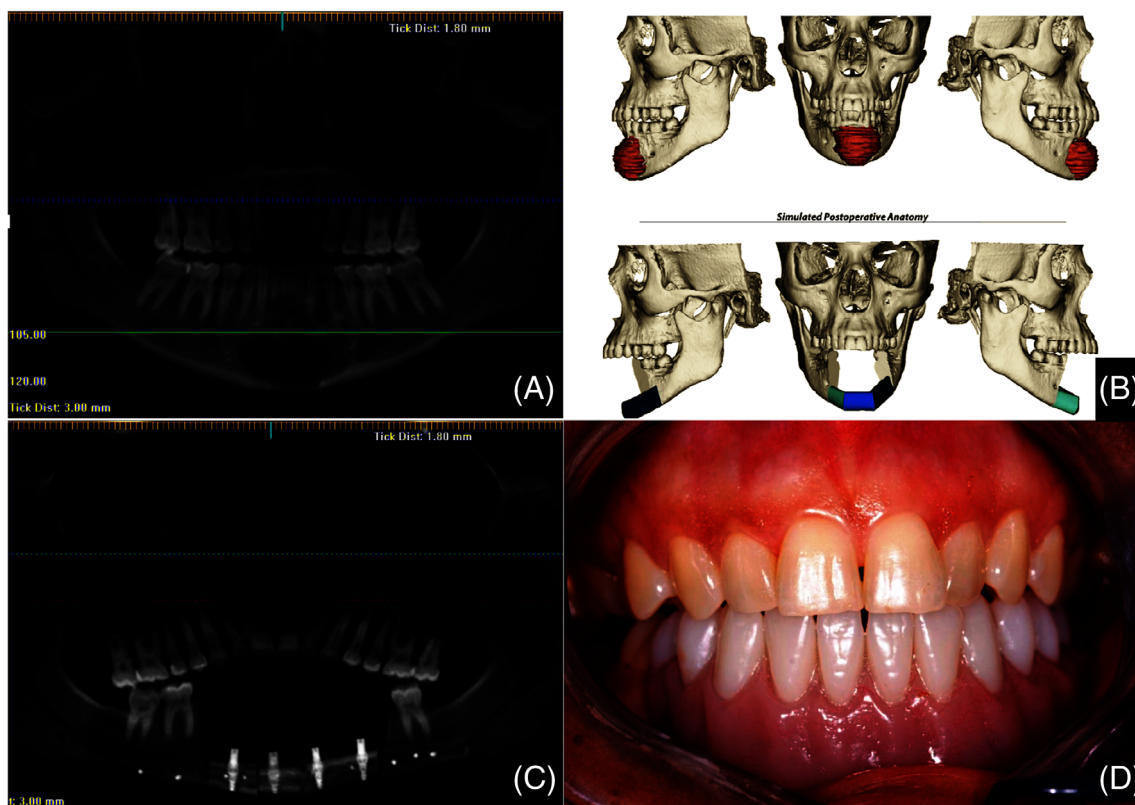 Tick Dist: 1.80 mm
105.00
120.00
Tick Dist: 3.00 mm
(A)
Simulated Postoperative Anatomy
(B)
Tick Dist: 1.80 mm
t: 3.00 mm
(C)
(D)